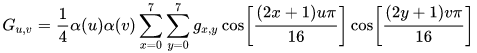 $$G_{u,v} = \frac{1}{4}\alpha(u)\alpha(v)\sum_{x=0}^{7}\sum_{y=0}^{7} g_{x,y}\cos\left[\frac{(2x+1)u\pi}{16}\right]\cos\left[\frac{(2y+1)v\pi}{16}\right]$$